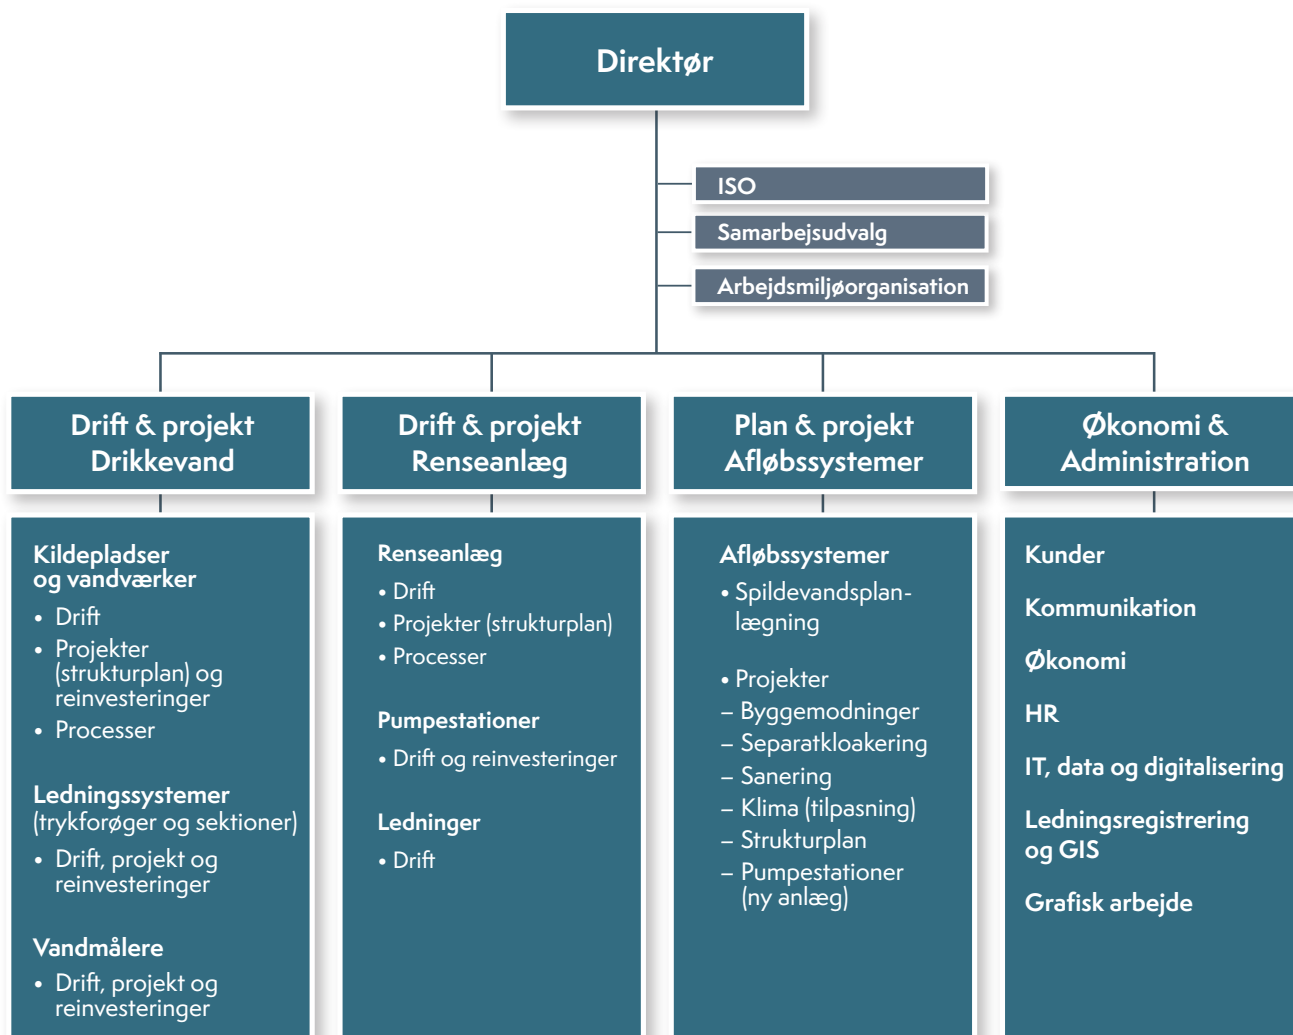 Direktør
ISO
Samarbejsudvalg
Arbejdsmiljøorganisation
Drift & projekt
Drikkevand
Kildepladser
og vandværker
• Drift
• Projekter
(strukturplan) og
reinvesteringer
• Processer
Ledningssystemer
(trykforøger og sektioner)
• Drift, projekt og
reinvesteringer
Vandmålere
• Drift, projekt og
reinvesteringer
Drift & projekt
Renseanlæg
Renseanlæg
• Drift
• Projekter (strukturplan)
• Processer
Pumpestationer
• Drift og reinvesteringer
Ledninger
• Drift
Plan & projekt
Afløbssystemer
Afløbssystemer
• Spildevandsplan-
lægning
• Projekter
– Byggemodninger
– Separatkloakering
– Sanering
– Klima (tilpasning)
– Strukturplan
– Pumpestationer
(ny anlæg)
Økonomi &
Administration
Kunder
Kommunikation
Økonomi
HR
IT, data og digitalisering
Ledningsregistrering
og GIS
Grafisk arbejde